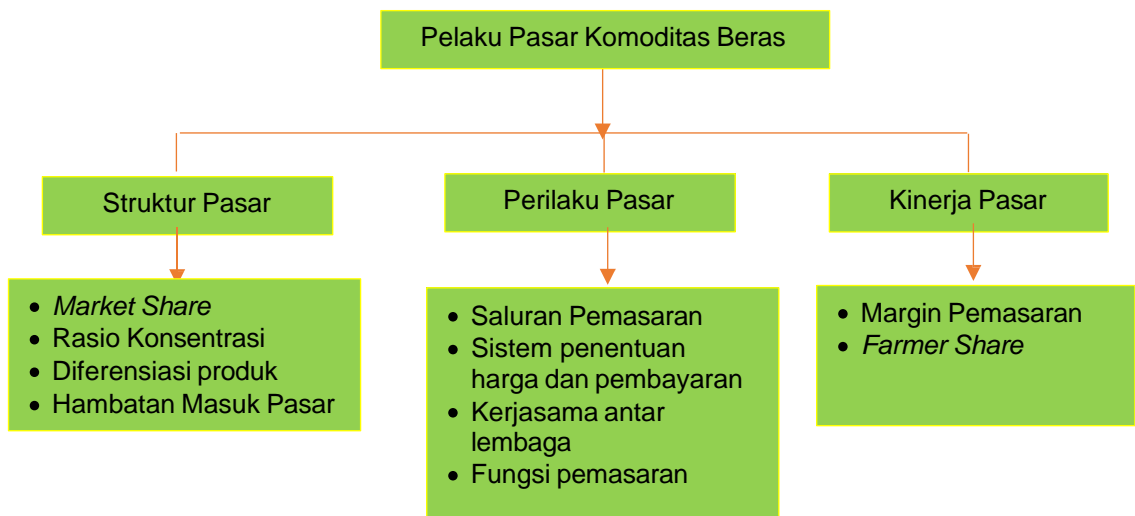 Pelaku Pasar Komoditas Beras
Struktur Pasar
Perilaku Pasar
Kinerja Pasar
• Market Share
• Rasio Konsentrasi
• Diferensiasi produk
• Hambatan Masuk Pasar
• Saluran Pemasaran
• Sistem penentuan
harga dan pembayaran
• Kerjasama antar
lembaga
• Fungsi pemasaran
• Margin Pemasaran
• Farmer Share